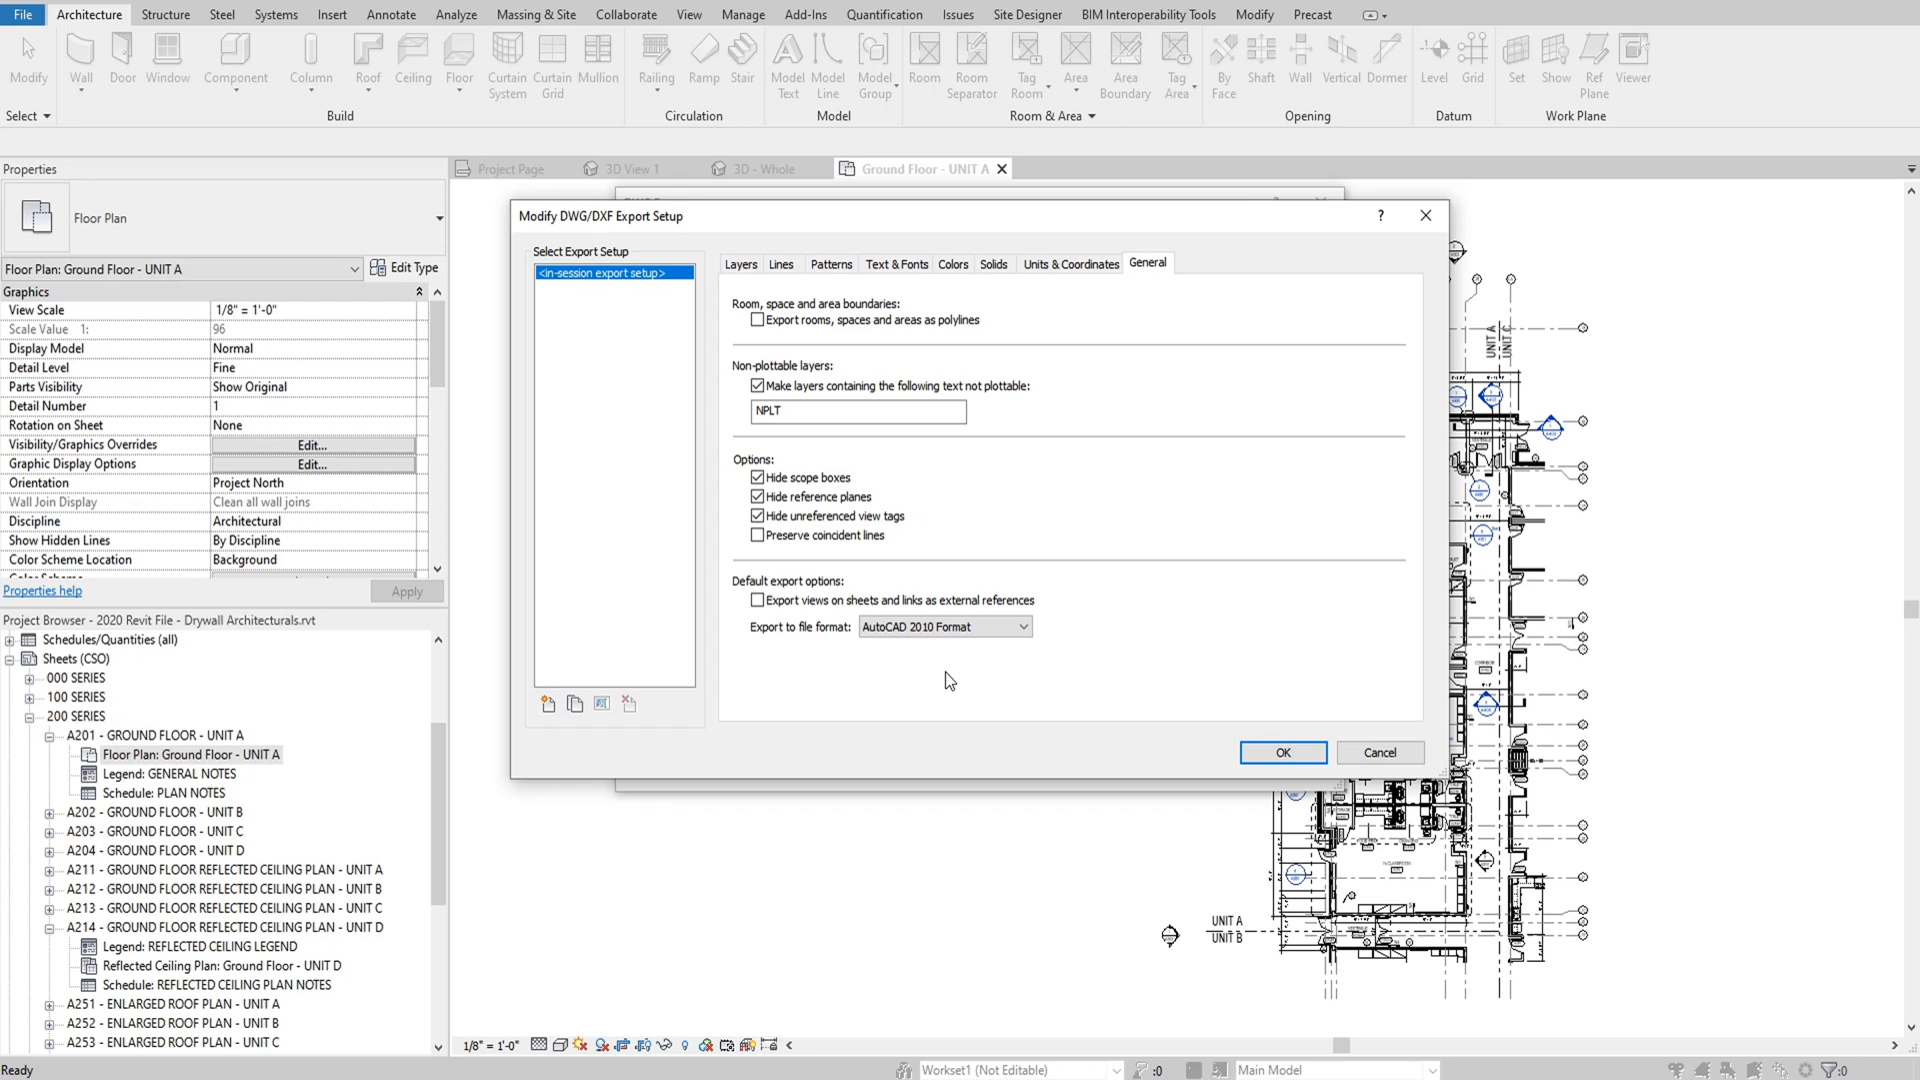 File Architecture Structure Steel Systems Insert Annotate Analyze Massing & Site Collaborate View Manage Add-Ins Quantification Issues Site Designer BIM Interoperability Tools Modify Precast
Modify Wall Door Window Component Column Roof Ceiling Floor Curtain System Curtain Grid Mullion Railing Ramp Stair Model Text Model Line Model Group Room Room Separator Tag Room Area Area Boundary Tag Area By Face Shaft Wall Vertical Dormer Level Grid Set Show Ref Plane Viewer
Select Build Circulation Model Room & Area Opening Datum Work Plane
Properties
Project Page 3D View 1 3D - Whole Ground Floor - UNIT A
Floor Plan
Floor Plan: Ground Floor - UNIT A Edit Type
Graphics
View Scale 1/8" = 1'-0"
Scale Value 1: 96
Display Model Normal
Detail Level Fine
Parts Visibility Show Original
Detail Number 1
Rotation on Sheet None
Visibility/Graphics Overrides Edit...
Graphic Display Options Edit...
Orientation Project North
Wall Join Display Clean all wall joins
Discipline Architectural
Show Hidden Lines By Discipline
Color Scheme Location Background
Properties help Apply
Project Browser - 2020 Revit File - Drywall Architecturals.rvt
Schedules/Quantities (all)
Sheets (CSO)
000 SERIES
100 SERIES
200 SERIES
A201 - GROUND FLOOR - UNIT A
Floor Plan: Ground Floor - UNIT A
Legend: GENERAL NOTES
Schedule: PLAN NOTES
A202 - GROUND FLOOR - UNIT B
A203 - GROUND FLOOR - UNIT C
A204 - GROUND FLOOR - UNIT D
A211 - GROUND FLOOR REFLECTED CEILING PLAN - UNIT A
A212 - GROUND FLOOR REFLECTED CEILING PLAN - UNIT B
A213 - GROUND FLOOR REFLECTED CEILING PLAN - UNIT C
A214 - GROUND FLOOR REFLECTED CEILING PLAN - UNIT D
Legend: REFLECTED CEILING LEGEND
Reflected Ceiling Plan: Ground Floor - UNIT D
Schedule: REFLECTED CEILING PLAN NOTES
A251 - ENLARGED ROOF PLAN - UNIT A
A252 - ENLARGED ROOF PLAN - UNIT B
A253 - ENLARGED ROOF PLAN - UNIT C
Modify DWG/DXF Export Setup ?
Select Export Setup
<in-session export setup>
Layers Lines Patterns Text & Fonts Colors Solids Units & Coordinates General
Room, space and area boundaries:
Export rooms, spaces and areas as polylines
Non-plottable layers:
Make layers containing the following text not plottable:
NPLT
Options:
Hide scope boxes
Hide reference planes
Hide unreferenced view tags
Preserve coincident lines
Default export options:
Export views on sheets and links as external references
Export to file format: AutoCAD 2010 Format
OK Cancel
UNIT A
UNIT C
UNIT A
UNIT B
1/8" = 1'-0"
Ready Workset1 (Not Editable) :0 Main Model :0